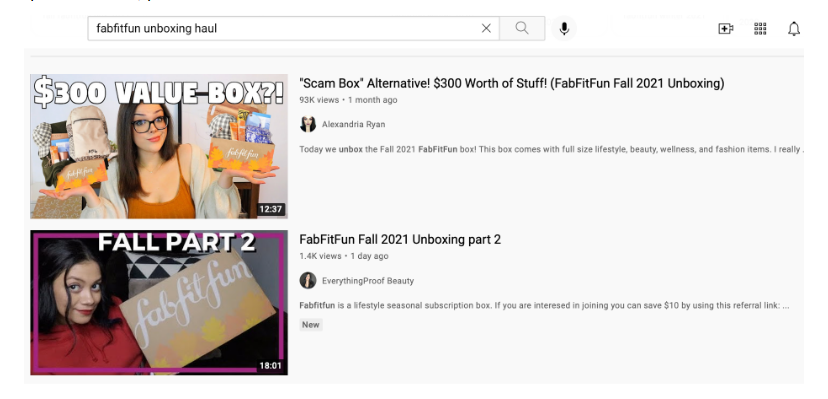 fabfitfun unboxing haul
$300 VALUE BOX?!
fabfitfun
fabfitfun
12:37
"Scam Box" Alternative! $300 Worth of Stuff! (FabFitFun Fall 2021 Unboxing)
93K views • 1 month ago
Alexandria Ryan
Today we unbox the Fall 2021 FabFitFun box! This box comes with full size lifestyle, beauty, wellness, and fashion items. I really .
FALL PART 2
fabfitfun
18:01
FabFitFun Fall 2021 Unboxing part 2
1.4K views • 1 day ago
EverythingProof Beauty
Fabfitfun is a lifestyle seasonal subscription box. If you are interesed in joining you can save $10 by using this referral link: ...
New